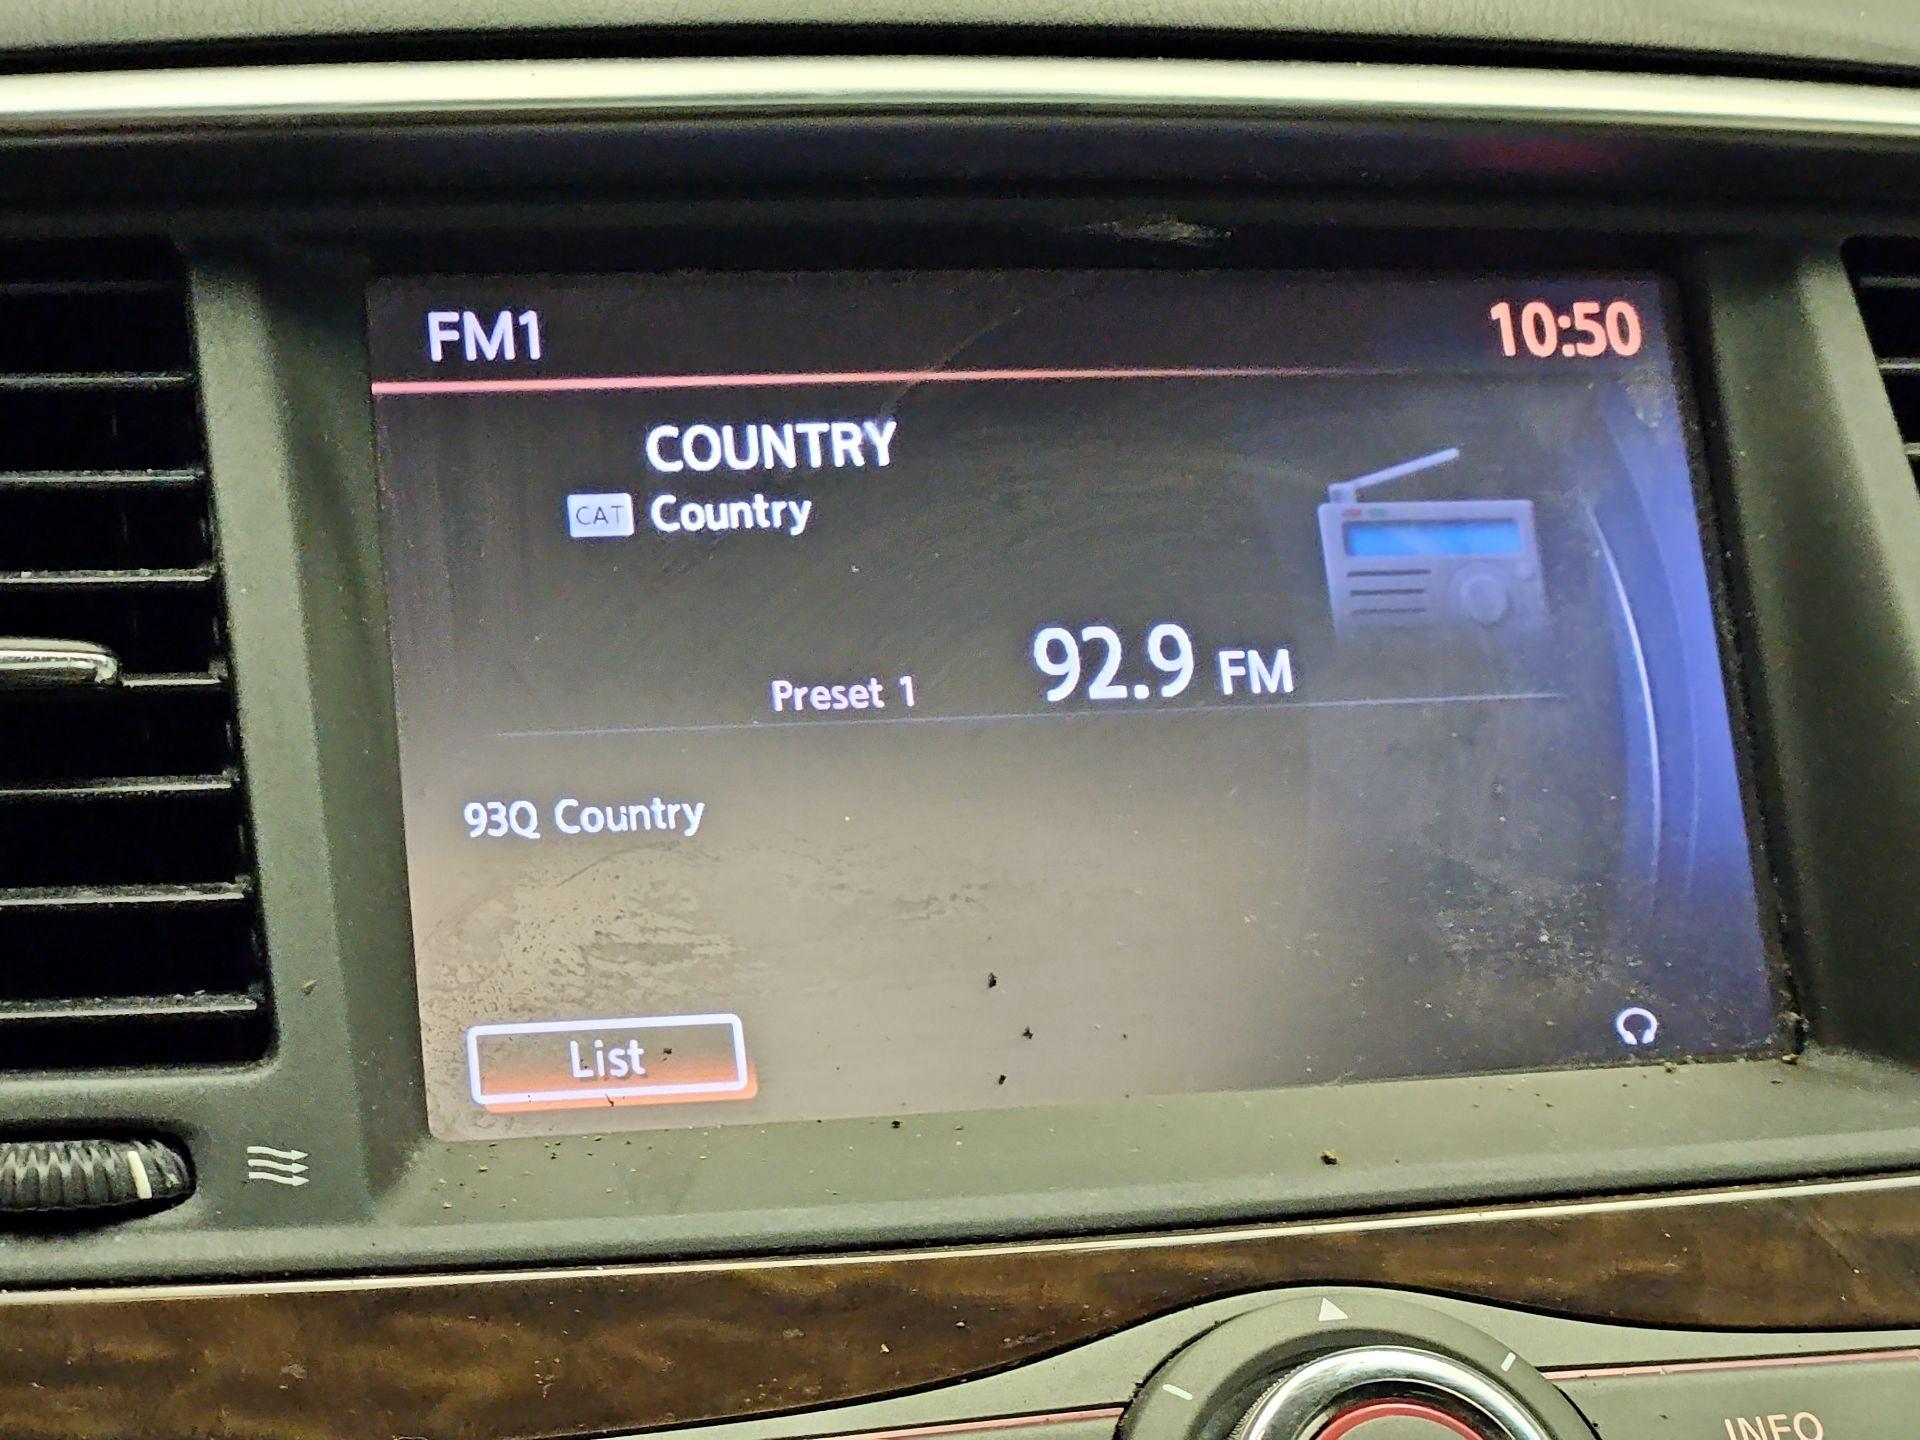 FM1
10:50
COUNTRY
CAT Country
Preset 1 92.9 FM
93Q Country
List
INFO